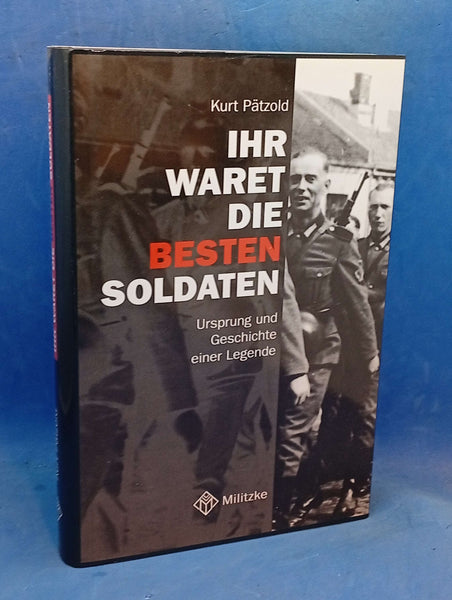 Kurt Pätzold
IHR
WARET
DIE
BESTEN
SOLDATEN
Ursprung und
Geschichte
einer Legende
Militzke